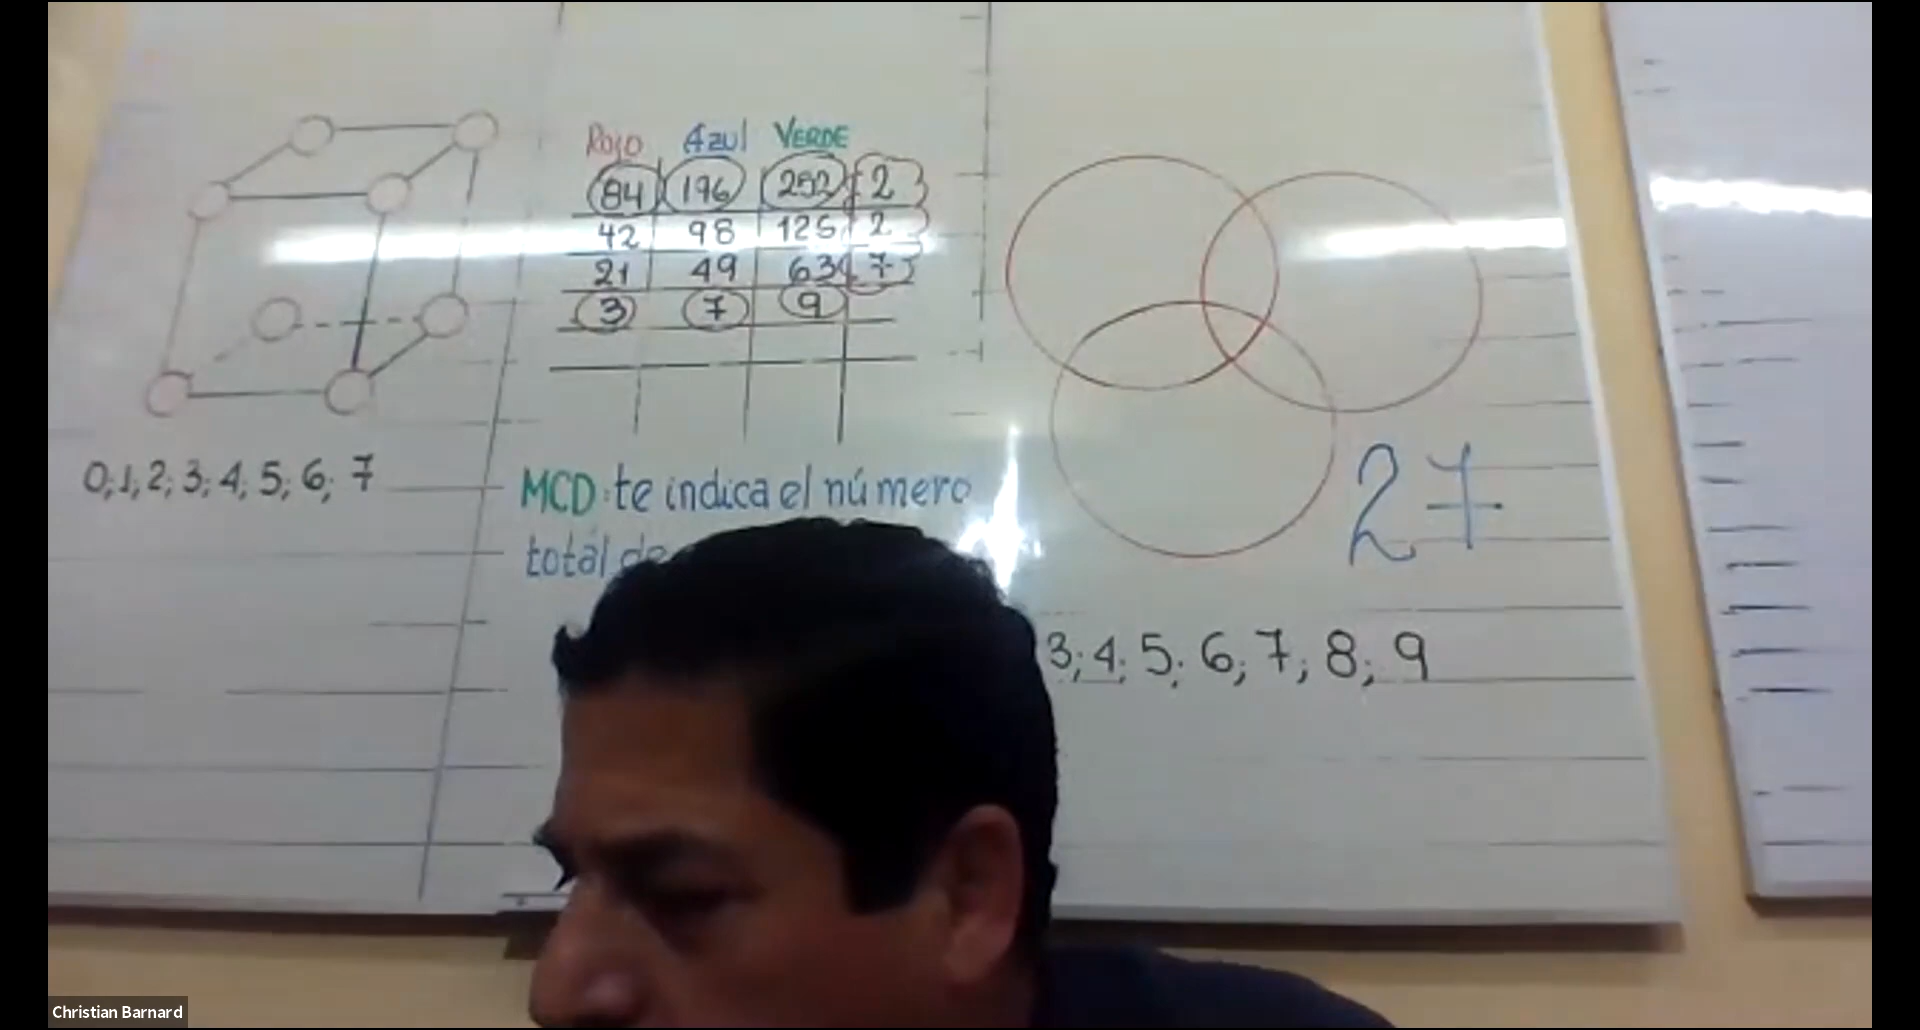 Rojo Azul VERDE
84 196 252 2
42 98 126 2
21 49 63 7
3 7 9
0; 1; 2; 3; 4; 5; 6; 7
MCD: te indica el número
total de
27
3; 4; 5; 6; 7; 8; 9
Christian Barnard